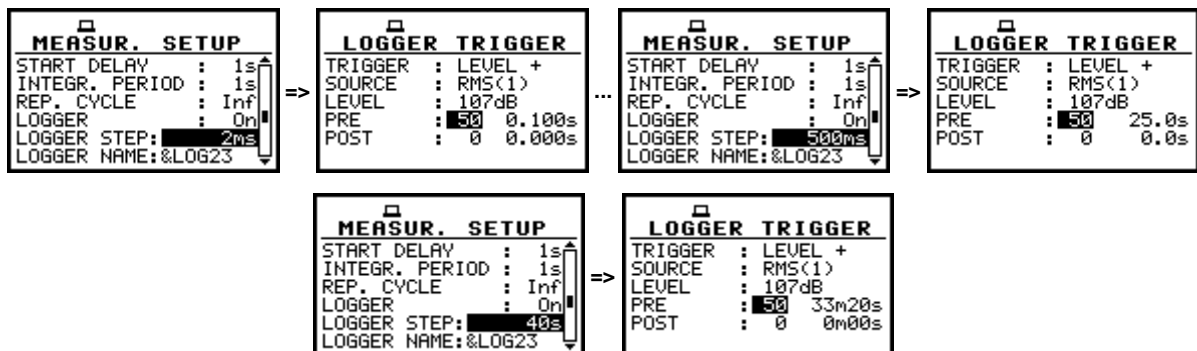 MEASUR. SETUP
START DELAY : 1s
INTEGR. PERIOD : 1s
REP. CYCLE : Inf
LOGGER : On
LOGGER STEP: 2ms
LOGGER NAME:&LOG23
=>
LOGGER TRIGGER
TRIGGER : LEVEL +
SOURCE : RMS(1)
LEVEL : 107dB
PRE : 50 0.100s
POST : 0 0.000s
...
MEASUR. SETUP
START DELAY : 1s
INTEGR. PERIOD : 1s
REP. CYCLE : Inf
LOGGER : On
LOGGER STEP: 500ms
LOGGER NAME:&LOG23
=>
LOGGER TRIGGER
TRIGGER : LEVEL +
SOURCE : RMS(1)
LEVEL : 107dB
PRE : 50 25.0s
POST : 0 0.0s
MEASUR. SETUP
START DELAY : 1s
INTEGR. PERIOD : 1s
REP. CYCLE : Inf
LOGGER : On
LOGGER STEP: 40s
LOGGER NAME:&LOG23
=>
LOGGER TRIGGER
TRIGGER : LEVEL +
SOURCE : RMS(1)
LEVEL : 107dB
PRE : 50 33m20s
POST : 0 0m00s